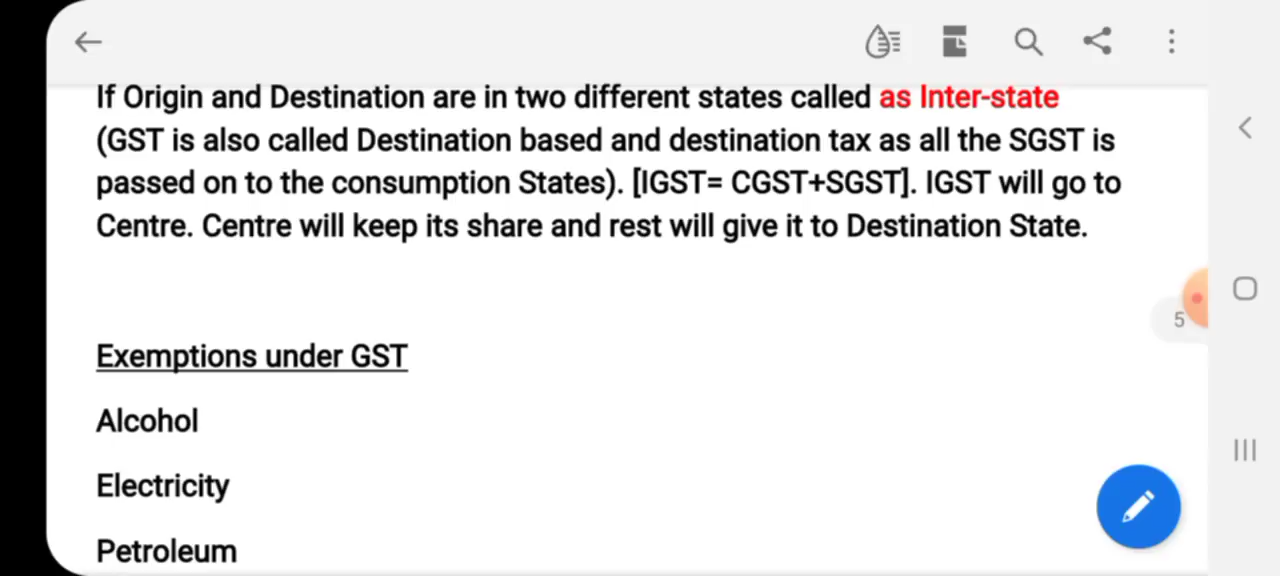 If Origin and Destination are in two different states called as Inter-state
(GST is also called Destination based and destination tax as all the SGST is
passed on to the consumption States). [IGST= CGST+SGST]. IGST will go to
Centre. Centre will keep its share and rest will give it to Destination State.
5
Exemptions under GST
Alcohol
Electricity
Petroleum